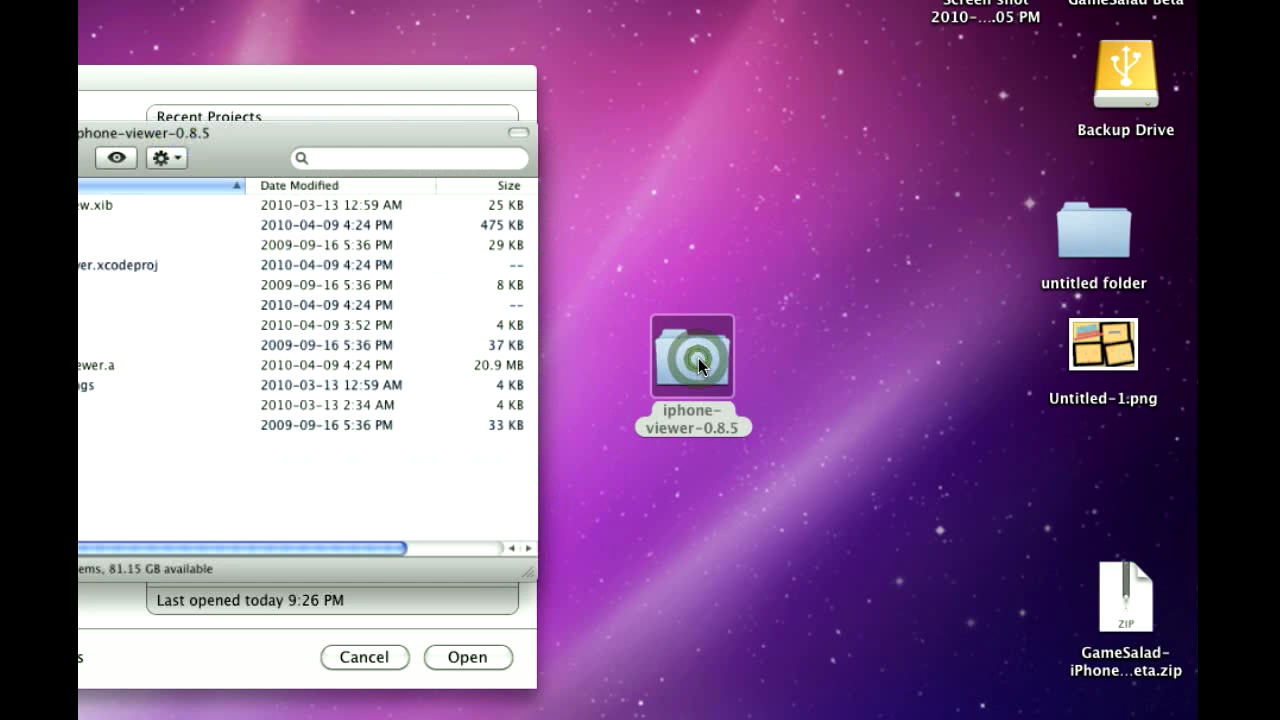 2010-....05 PM
Backup Drive
untitled folder
Untitled-1.png
ZIP
GameSalad-
iPhone...eta.zip
iphone-
viewer-0.8.5
Recent Projects
phone-viewer-0.8.5
Date Modified Size
ew.xib 2010-03-13 12:59 AM 25 KB
2010-04-09 4:24 PM 475 KB
2009-09-16 5:36 PM 29 KB
ver.xcodeproj 2010-04-09 4:24 PM --
2009-09-16 5:36 PM 8 KB
2010-04-09 4:24 PM --
2010-04-09 3:52 PM 4 KB
2009-09-16 5:36 PM 37 KB
ewer.a 2010-04-09 4:24 PM 20.9 MB
gs 2010-03-13 12:59 AM 4 KB
2010-03-13 2:34 AM 4 KB
2009-09-16 5:36 PM 33 KB
ems, 81.15 GB available
Last opened today 9:26 PM
s
Cancel Open